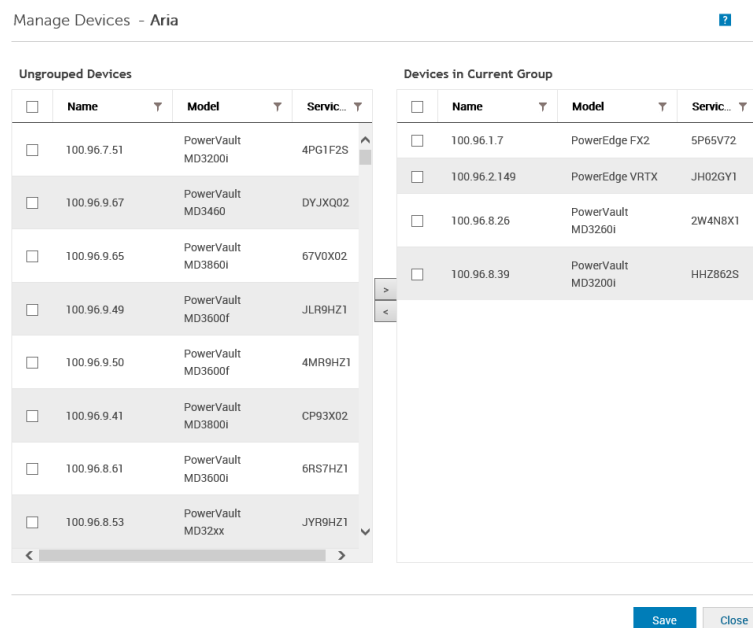 Manage Devices - Aria
?
Ungrouped Devices
Name Model Servic...
100.96.7.51 PowerVault MD3200i 4PG1F2S
100.96.9.67 PowerVault MD3460 DYJXQ02
100.96.9.65 PowerVault MD3860i 67V0X02
100.96.9.49 PowerVault MD3600f JLR9HZ1
100.96.9.50 PowerVault MD3600f 4MR9HZ1
100.96.9.41 PowerVault MD3800i CP93X02
100.96.8.61 PowerVault MD3600i 6RS7HZ1
100.96.8.53 PowerVault MD32xx JYR9HZ1
>
<
Devices in Current Group
Name Model Servic...
100.96.1.7 PowerEdge FX2 5P65V72
100.96.2.149 PowerEdge VRTX JH02GY1
100.96.8.26 PowerVault MD3260i 2W4N8X1
100.96.8.39 PowerVault MD3200i HHZ862S
Save Close